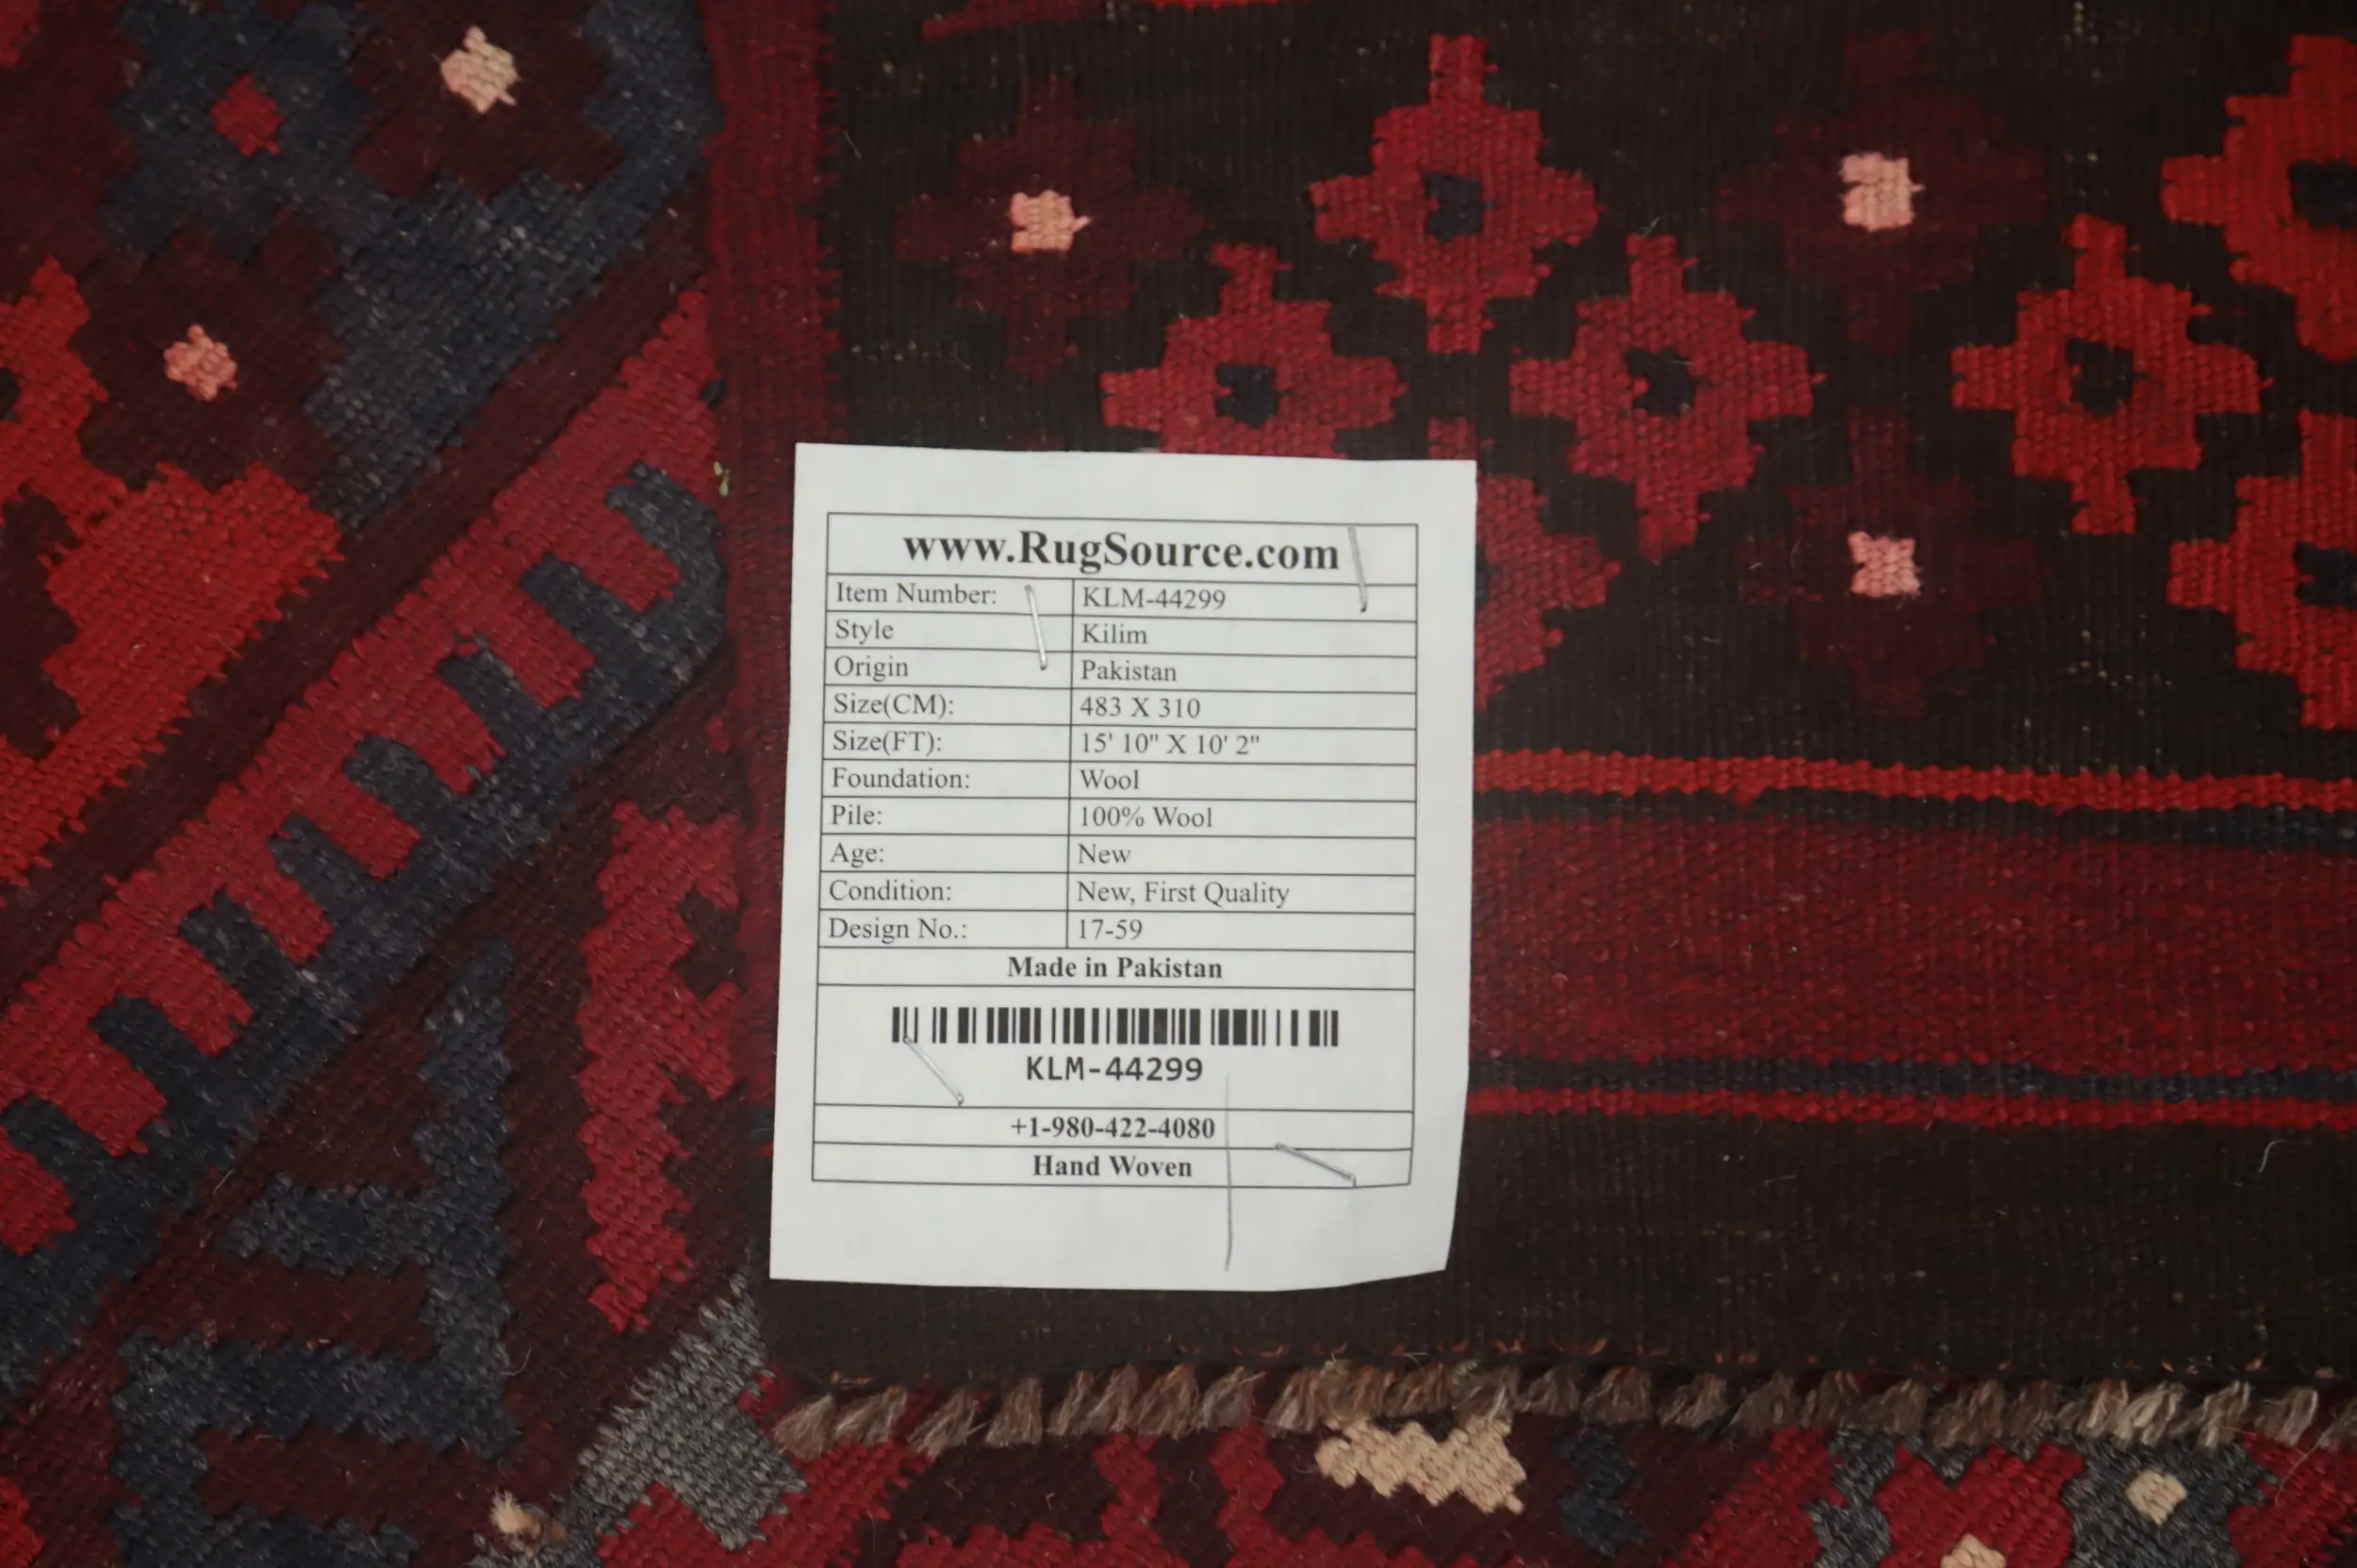 www.RugSource.com
Item Number: KLM-44299
Style Kilim
Origin Pakistan
Size(CM): 483 X 310
Size(FT): 15' 10" X 10' 2"
Foundation: Wool
Pile: 100% Wool
Age: New
Condition: New, First Quality
Design No.: 17-59
Made in Pakistan
KLM-44299
+1-980-422-4080
Hand Woven